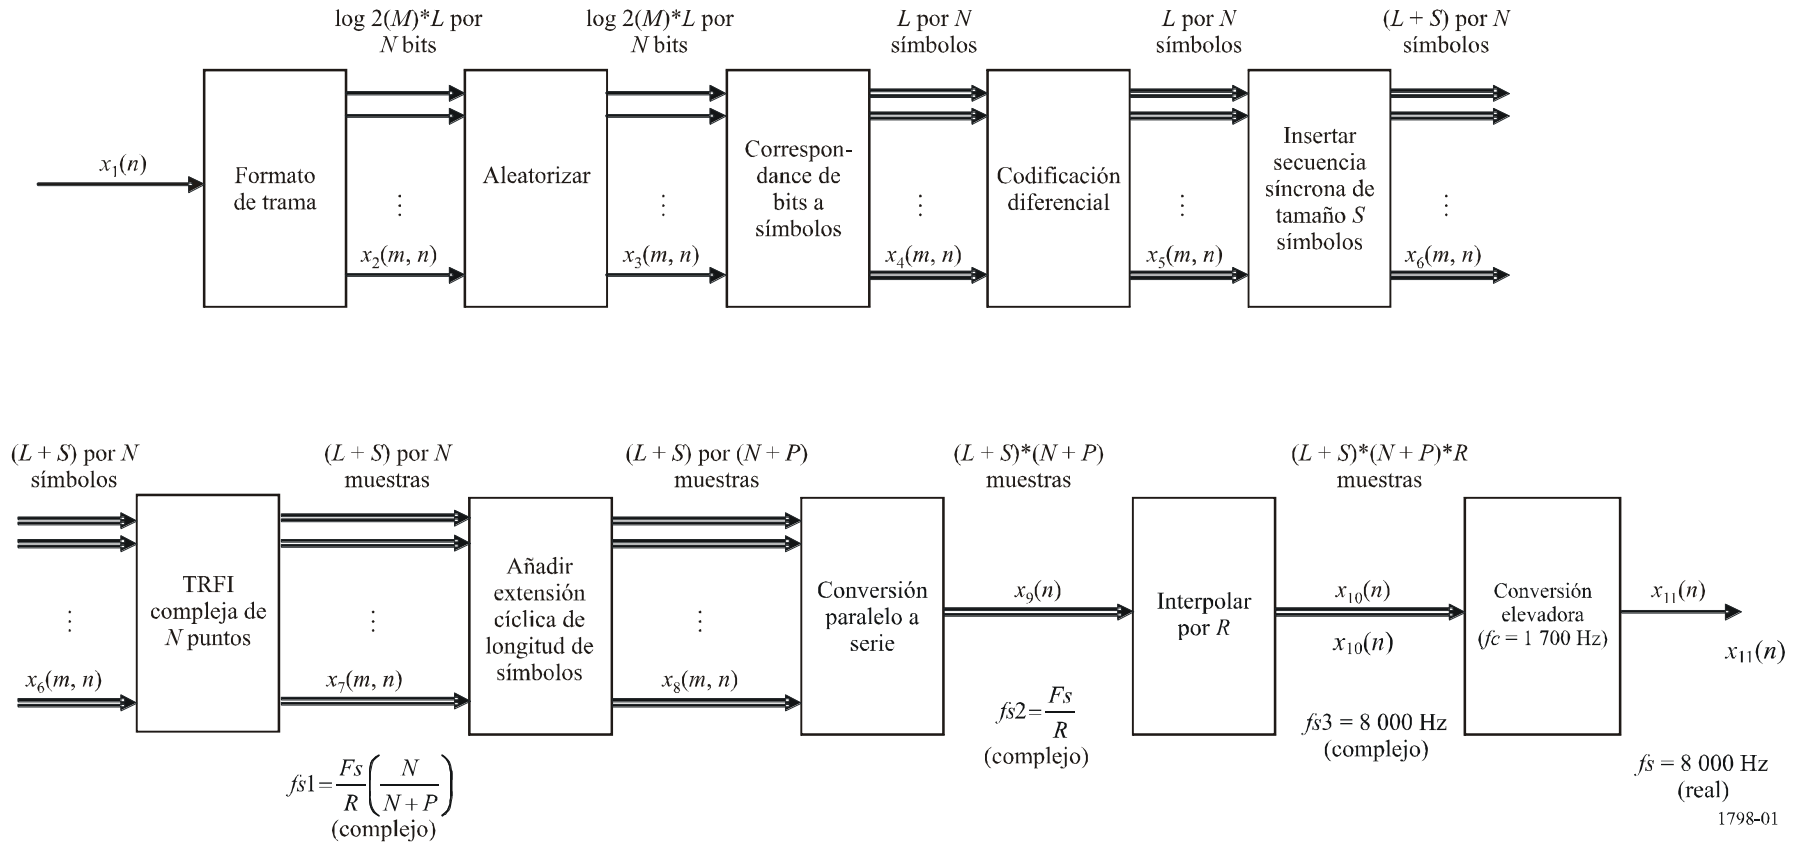 log 2(M)*L por
N bits
log 2(M)*L por
N bits
L por N
símbolos
L por N
símbolos
(L + S) por N
símbolos
x1(n)
Formato
de trama
x2(m, n)
Aleatorizar
x3(m, n)
Correspon-
dance de
bits a
símbolos
x4(m, n)
Codificación
diferencial
x5(m, n)
Insertar
secuencia
síncrona de
tamaño S
símbolos
x6(m, n)
(L + S) por N
símbolos
(L + S) por N
muestras
(L + S) por (N + P)
muestras
(L + S)*(N + P)
muestras
(L + S)*(N + P)*R
muestras
x6(m, n)
TRFI
compleja de
N puntos
x7(m, n)
Añadir
extensión
cíclica de
longitud de
símbolos
x8(m, n)
Conversión
paralelo a
serie
x9(n)
Interpolar
por R
x10(n)
x10(n)
Conversión
elevadora
(fc = 1 700 Hz)
x11(n)
x11(n)
fs1 = Fs/R (N/(N + P))
(complejo)
fs2 = Fs/R
(complejo)
fs3 = 8 000 Hz
(complejo)
fs = 8 000 Hz
(real)
1798-01